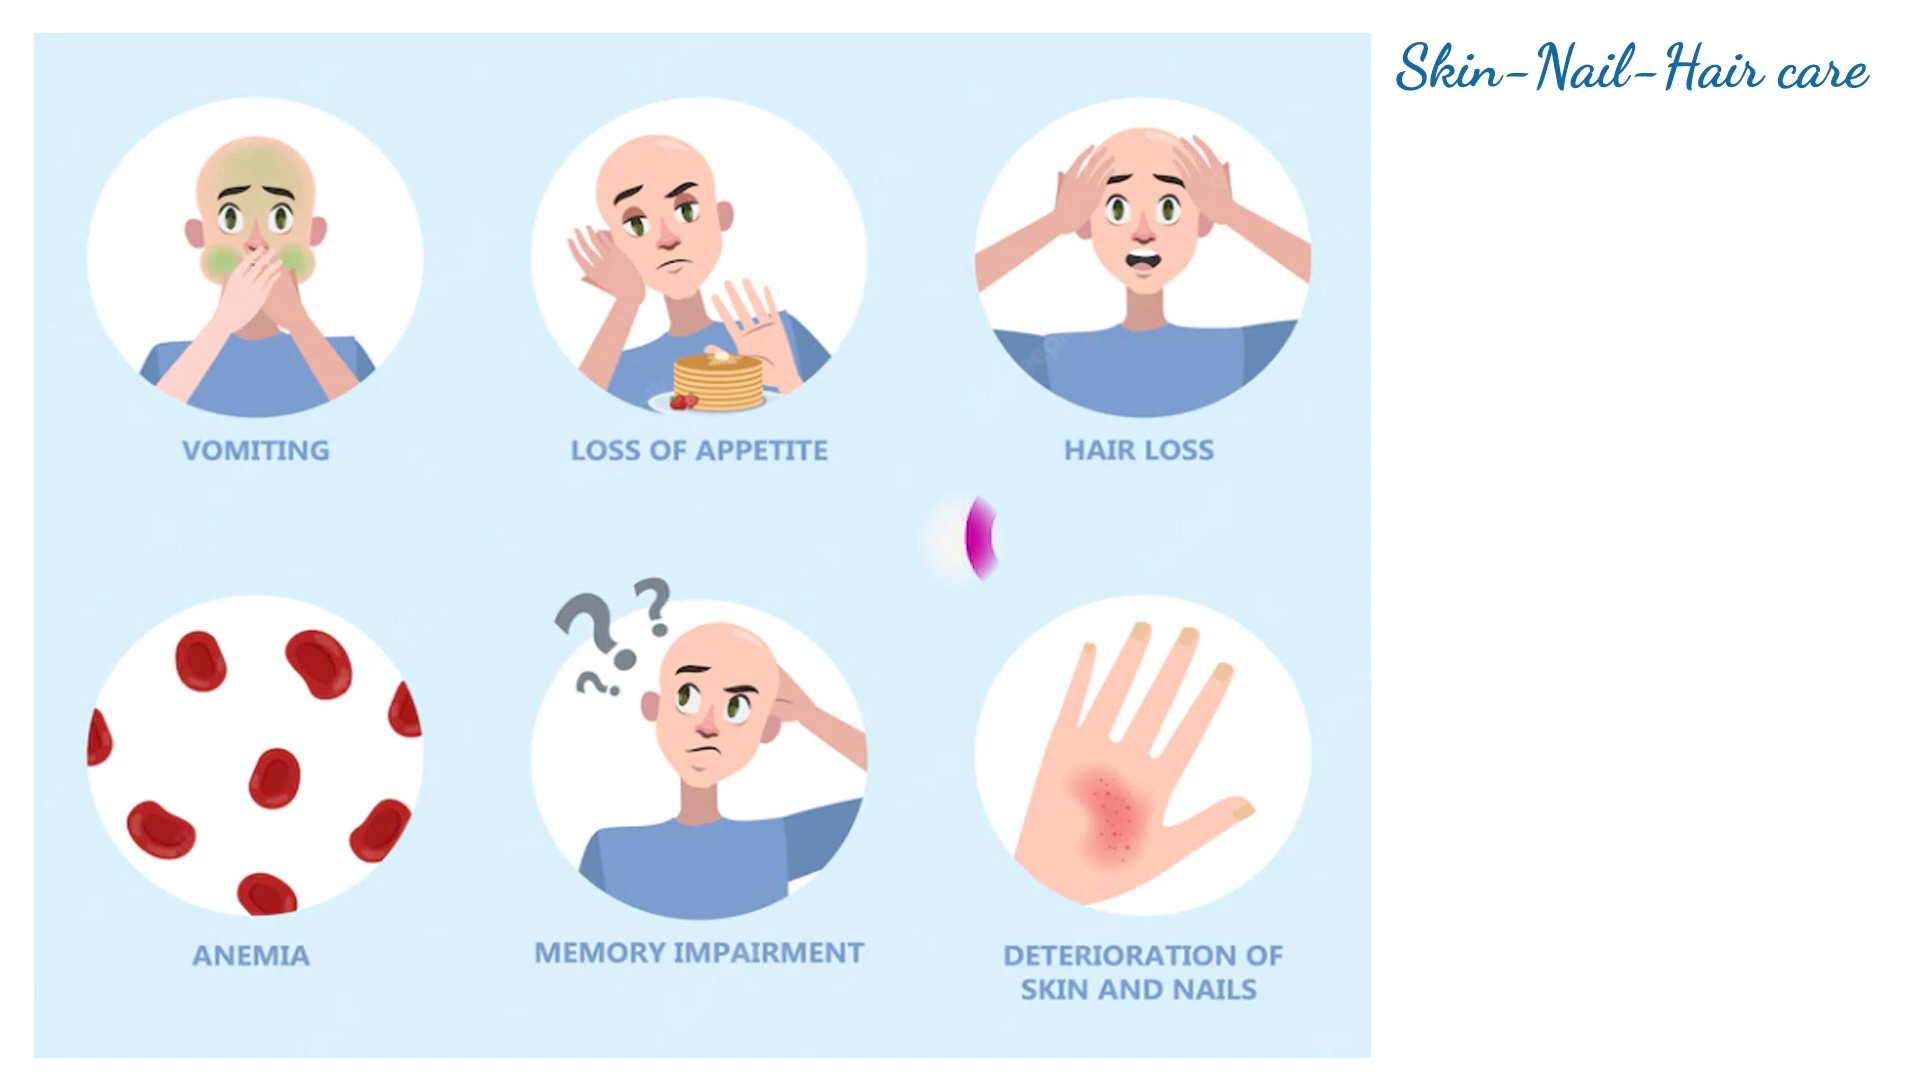 Skin-Nail-Hair care
VOMITING
LOSS OF APPETITE
HAIR LOSS
? ? ?
ANEMIA
MEMORY IMPAIRMENT
DETERIORATION OF
SKIN AND NAILS